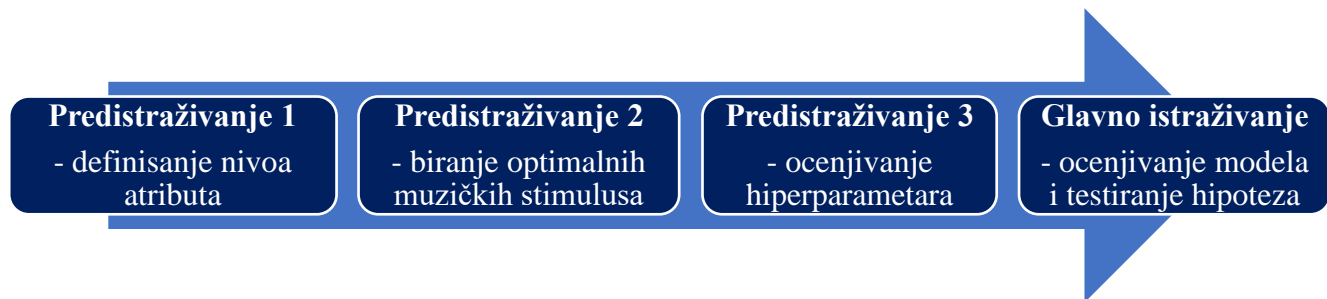 Predistraživanje 1
- definisanje nivoa
atributa
Predistraživanje 2
- biranje optimalnih
muzičkih stimulusa
Predistraživanje 3
- ocenjivanje
hiperparametara
Glavno istraživanje
- ocenjivanje modela
i testiranje hipoteza